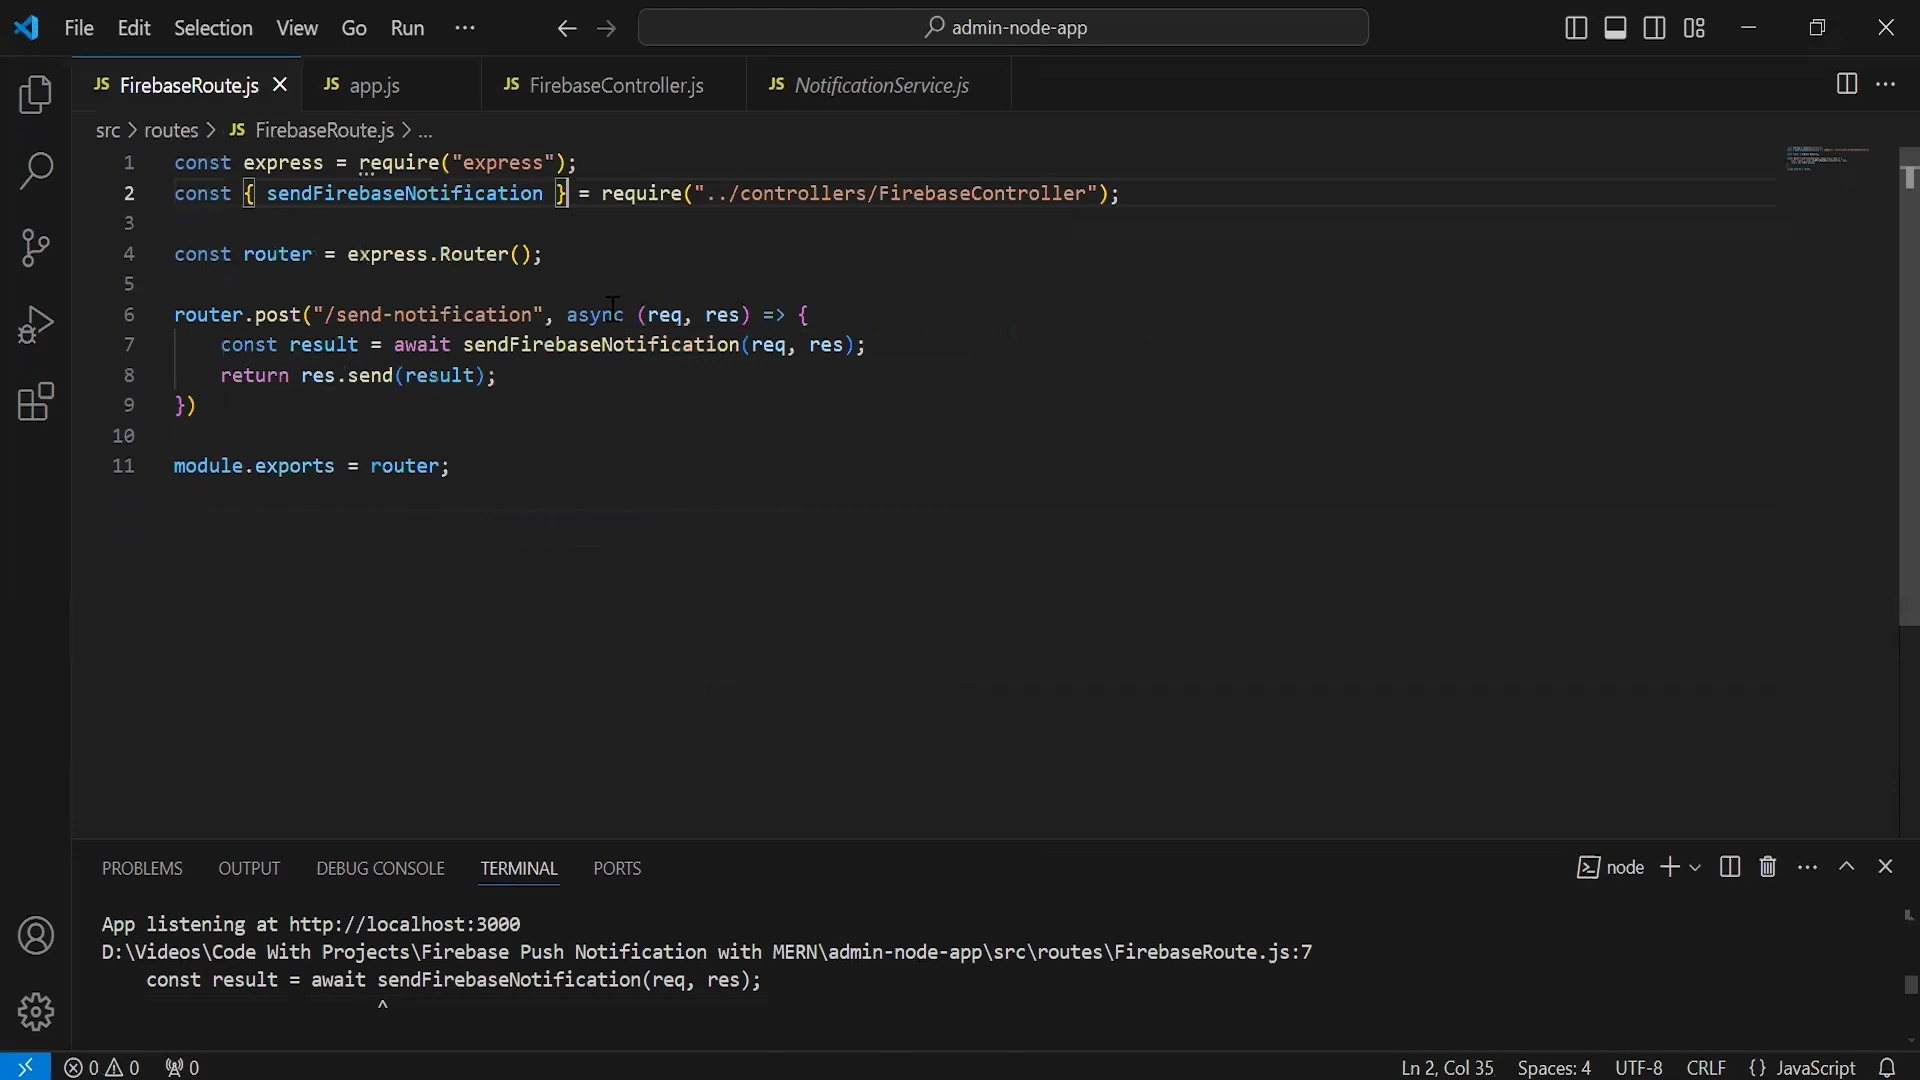 File Edit Selection View Go Run ··· admin-node-app
JS FirebaseRoute.js JS app.js JS FirebaseController.js JS NotificationService.js
src > routes > JS FirebaseRoute.js > ...
1 const express = require("express");
2 const { sendFirebaseNotification } = require("../controllers/FirebaseController");
3
4 const router = express.Router();
5
6 router.post("/send-notification", async (req, res) => {
7 const result = await sendFirebaseNotification(req, res);
8 return res.send(result);
9 })
10
11 module.exports = router;
PROBLEMS OUTPUT DEBUG CONSOLE TERMINAL PORTS node
App listening at http://localhost:3000
D:\Videos\Code With Projects\Firebase Push Notification with MERN\admin-node-app\src\routes\FirebaseRoute.js:7
const result = await sendFirebaseNotification(req, res);
^
0 0 0 Ln 2, Col 35 Spaces: 4 UTF-8 CRLF {} JavaScript